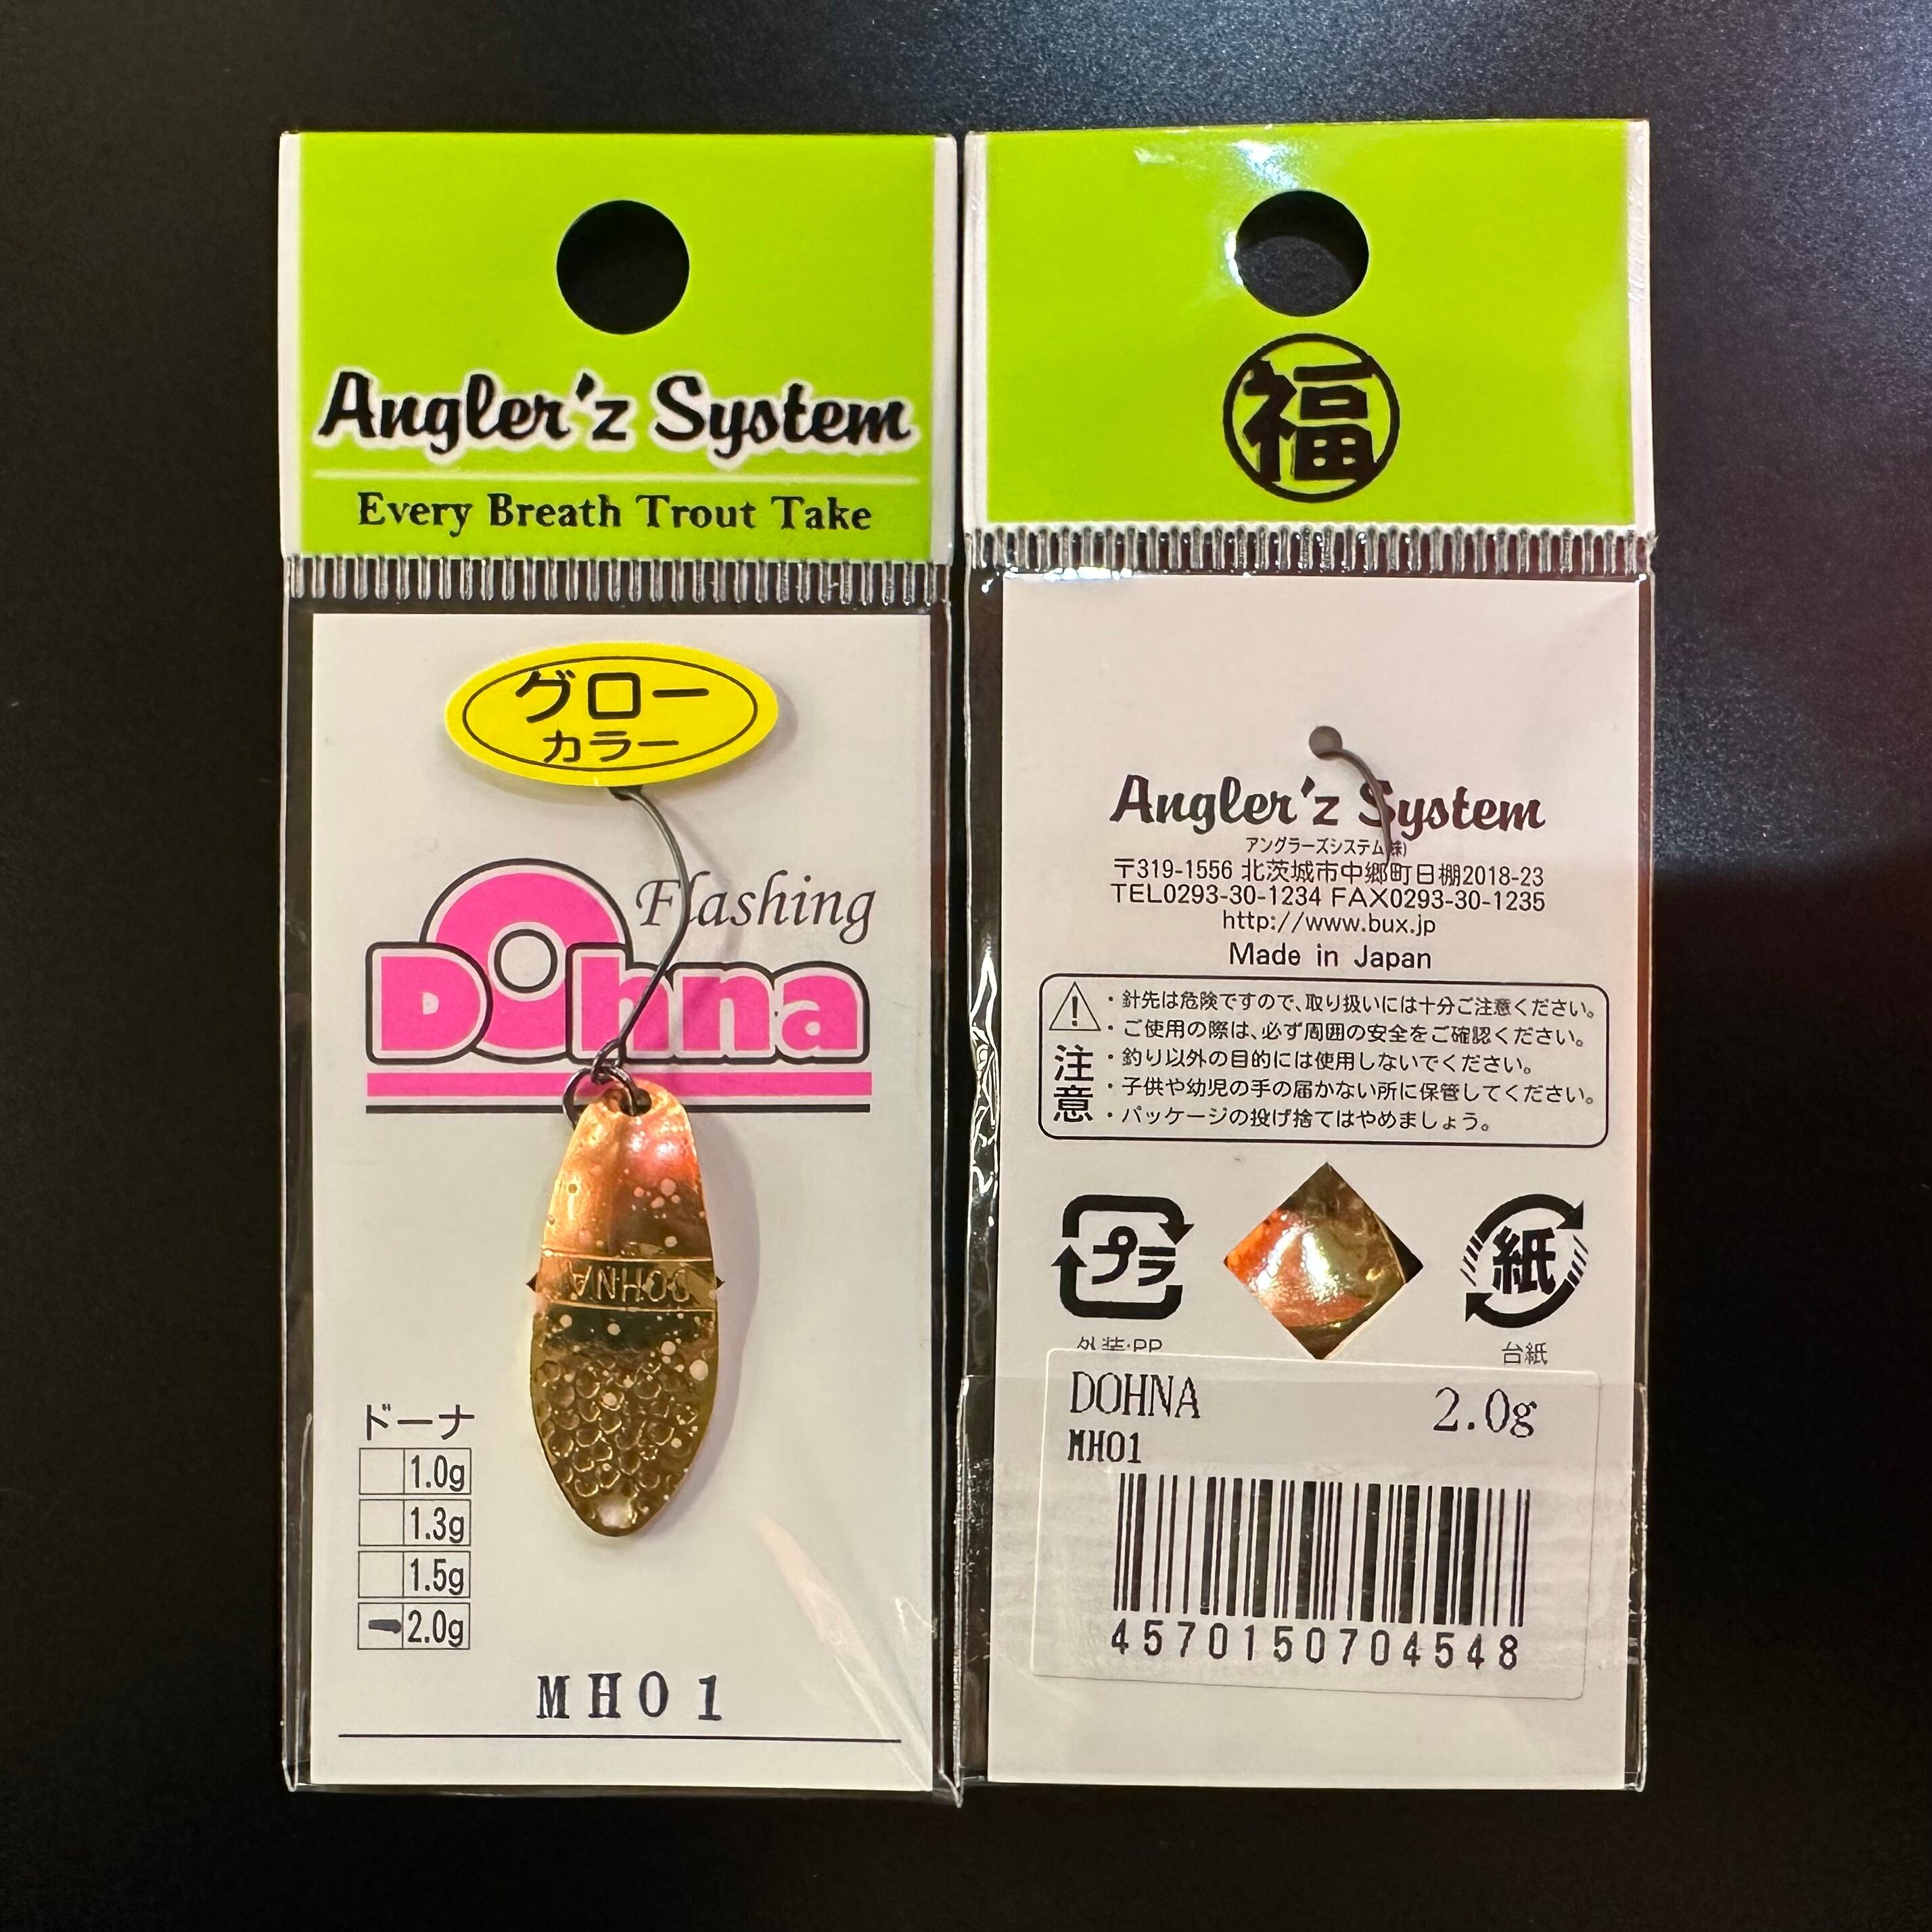 Angler'z System
Every Breath Trout Take
グロー
カラー
Flashing
Dohna
DOHNA
ドーナ
1.0g
1.3g
1.5g
2.0g
MH01
福
Angler'z System
アングラーズシステム(株)
〒319-1556 北茨城市中郷町日棚2018-23
TEL0293-30-1234 FAX0293-30-1235
http://www.bux.jp
Made in Japan
注意
・針先は危険ですので、取り扱いには十分ご注意ください。
・ご使用の際は、必ず周囲の安全をご確認ください。
・釣り以外の目的には使用しないでください。
・子供や幼児の手の届かない所に保管してください。
・パッケージの投げ捨てはやめましょう。
プラ
紙
外装:PP
台紙
DOHNA 2.0g
MH01
4570150704548